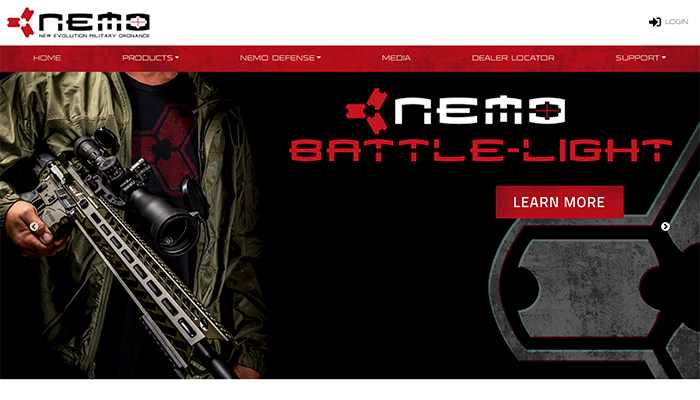 NEMO
NEW EVOLUTION MILITARY ORDNANCE
LOGIN
HOME PRODUCTS NEMO DEFENSE MEDIA DEALER LOCATOR SUPPORT
NEMO
BATTLE-LIGHT
LEARN MORE